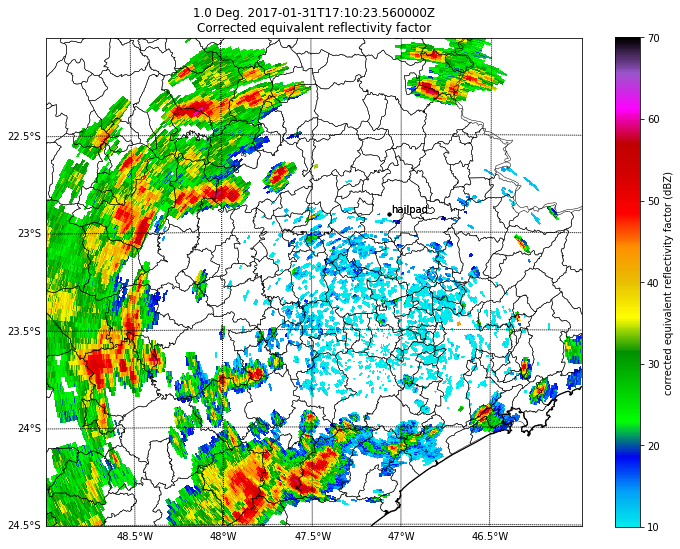 1.0 Deg. 2017-01-31T17:10:23.560000Z
Corrected equivalent reflectivity factor
70
60
50
40
30
20
10
corrected equivalent reflectivity factor (dBZ)
22.5°S
23°S
23.5°S
24°S
24.5°S
hailpad
48.5°W
48°W
47.5°W
47°W
46.5°W